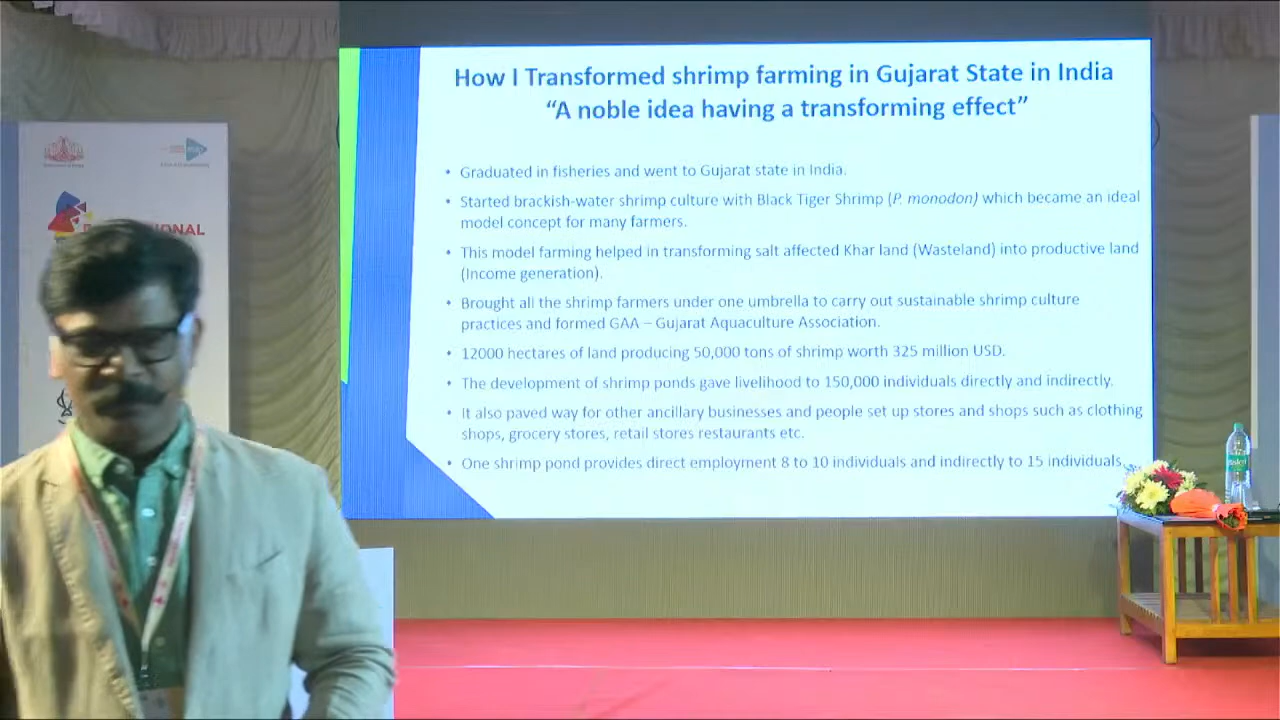 How I Transformed shrimp farming in Gujarat State in India
“A noble idea having a transforming effect”
• Graduated in fisheries and went to Gujarat state in India.
• Started brackish-water shrimp culture with Black Tiger Shrimp (P. monodon) which became an ideal
model concept for many farmers.
• This model farming helped in transforming salt affected Khar land (Wasteland) into productive land
(Income generation).
• Brought all the shrimp farmers under one umbrella to carry out sustainable shrimp culture
practices and formed GAA – Gujarat Aquaculture Association.
• 12000 hectares of land producing 50,000 tons of shrimp worth 325 million USD.
• The development of shrimp ponds gave livelihood to 150,000 individuals directly and indirectly.
• It also paved way for other ancillary businesses and people set up stores and shops such as clothing
shops, grocery stores, retail stores restaurants etc.
• One shrimp pond provides direct employment 8 to 10 individuals and indirectly to 15 individuals.